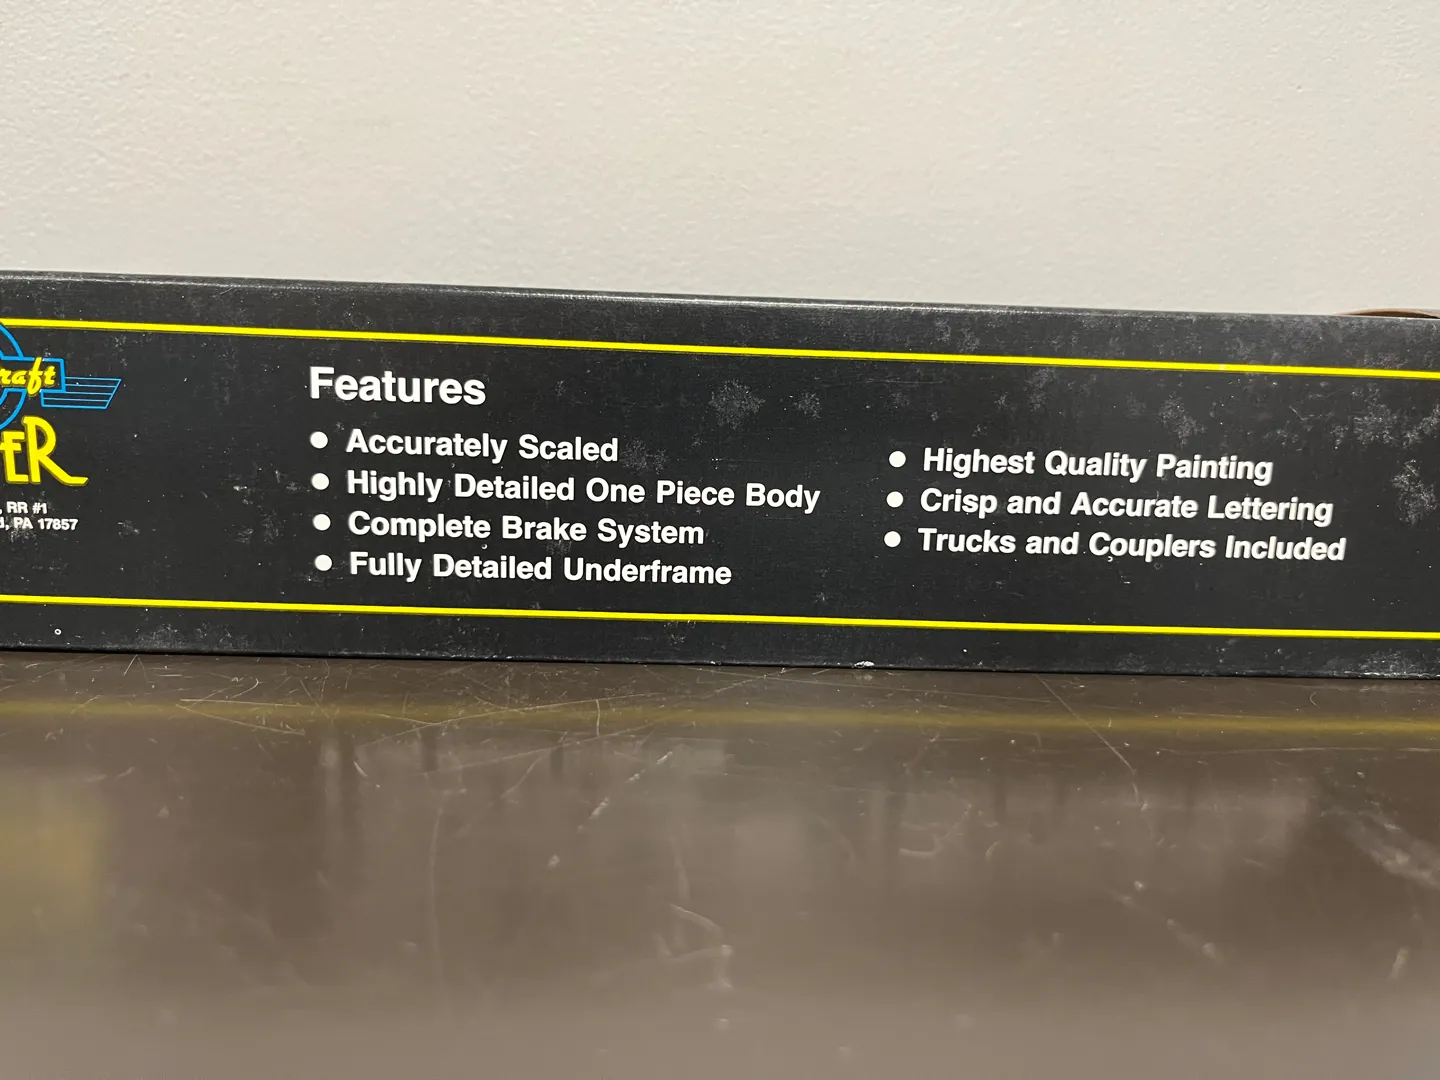 raft
ER
, RR #1
, PA 17857
Features
• Accurately Scaled
• Highly Detailed One Piece Body
• Complete Brake System
• Fully Detailed Underframe
• Highest Quality Painting
• Crisp and Accurate Lettering
• Trucks and Couplers Included